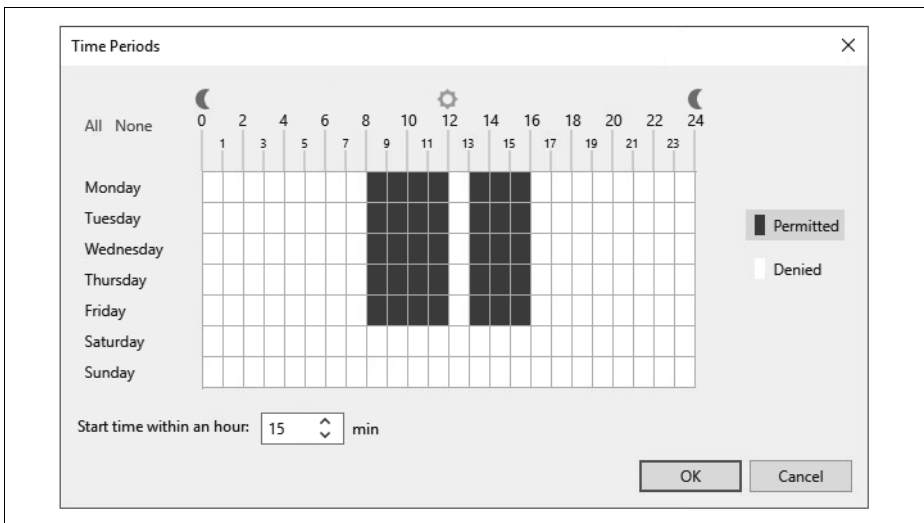 Time Periods
All None
0 2 4 6 8 10 12 14 16 18 20 22 24
1 3 5 7 9 11 13 15 17 19 21 23
Monday
Tuesday
Wednesday
Thursday
Friday
Saturday
Sunday
Permitted
Denied
Start time within an hour: 15 min
OK Cancel